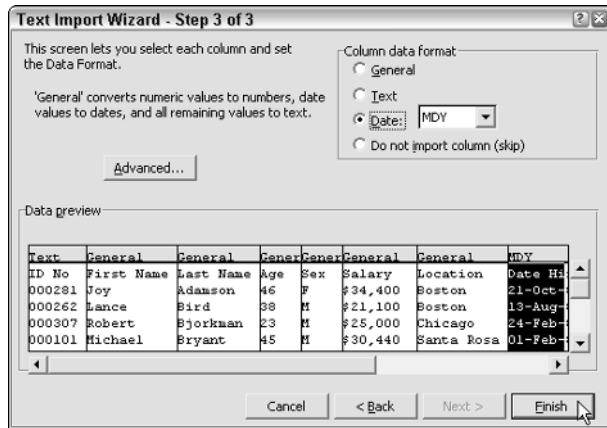 Text Import Wizard - Step 3 of 3
This screen lets you select each column and set
the Data Format.
'General' converts numeric values to numbers, date
values to dates, and all remaining values to text.
Advanced...
Column data format
General
Text
Date: MDY
Do not import column (skip)
Data preview
Text General General Gener Gener General General MDY
ID No First Name Last Name Age Sex Salary Location Date Hi
000281 Joy Adamson 46 F $34,400 Boston 21-Oct-
000262 Lance Bird 38 M $21,100 Boston 13-Aug-
000307 Robert Bjorkman 23 M $25,000 Chicago 24-Feb-
000101 Michael Bryant 45 M $30,440 Santa Rosa 01-Feb-
Cancel < Back Next > Finish